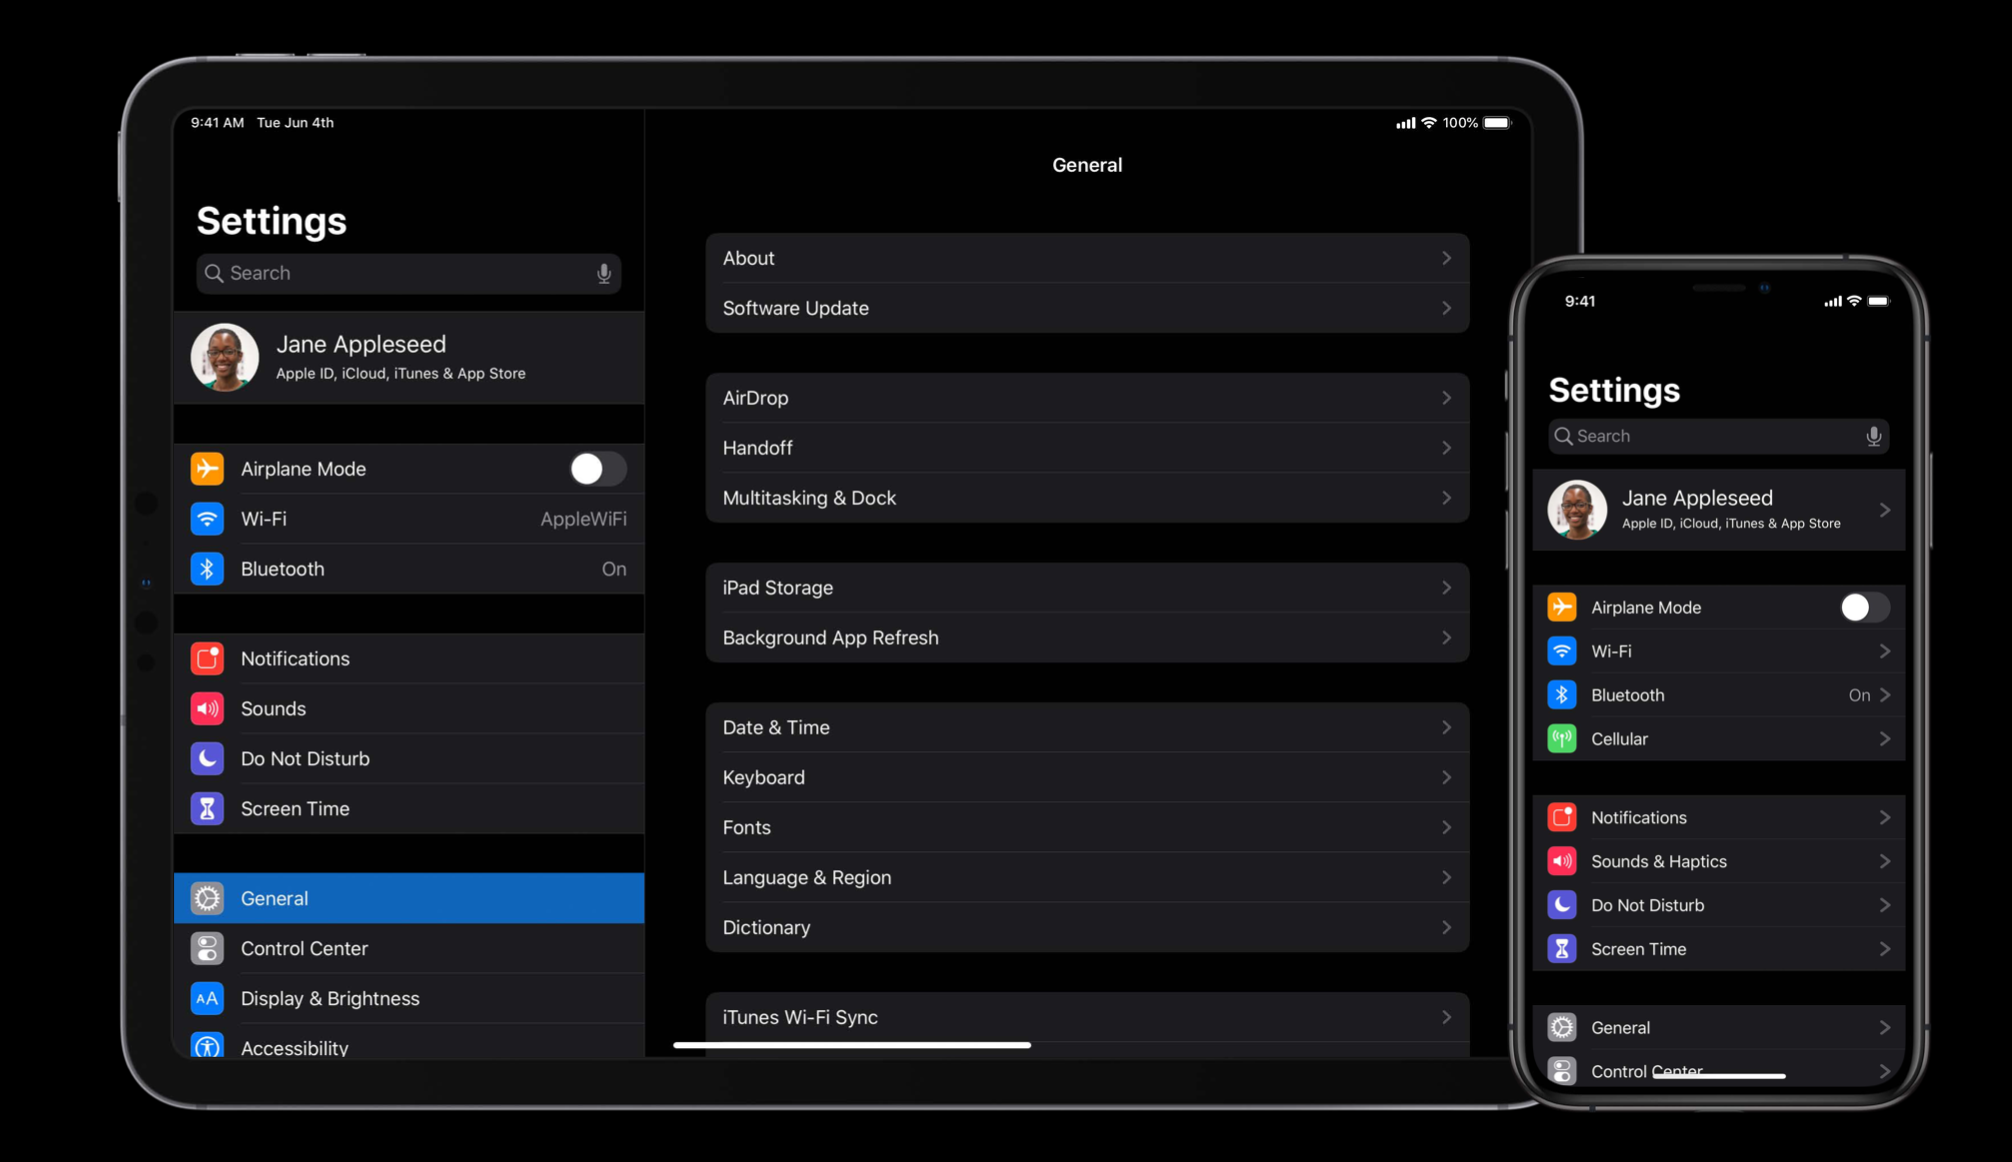 9:41 AM Tue Jun 4th
100%
Settings
Search
Jane Appleseed
Apple ID, iCloud, iTunes & App Store
Airplane Mode
Wi-Fi AppleWiFi
Bluetooth On
Notifications
Sounds
Do Not Disturb
Screen Time
General
Control Center
AA Display & Brightness
Accessibility
General
About
Software Update
AirDrop
Handoff
Multitasking & Dock
iPad Storage
Background App Refresh
Date & Time
Keyboard
Fonts
Language & Region
Dictionary
iTunes Wi-Fi Sync
9:41
Settings
Search
Jane Appleseed
Apple ID, iCloud, iTunes & App Store
Airplane Mode
Wi-Fi
Bluetooth On
Cellular
Notifications
Sounds & Haptics
Do Not Disturb
Screen Time
General
Control Center